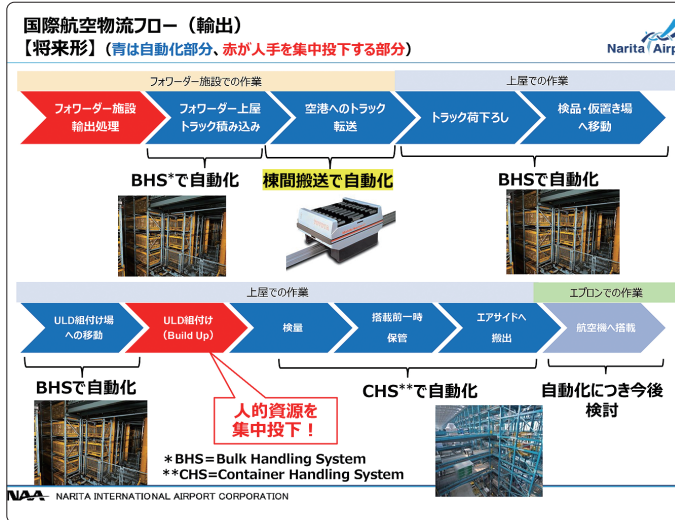 国際航空物流フロー（輸出）
【将来形】（青は自動化部分、赤が人手を集中投下する部分）
Narita Airp
フォワーダー施設での作業
上屋での作業
フォワーダー施設
輸出処理
フォワーダー上屋
トラック積み込み
空港へのトラック
転送
トラック荷下ろし
検品・仮置き場
へ移動
BHS*で自動化
棟間搬送で自動化
BHSで自動化
上屋での作業
エプロンでの作業
ULD組付け場
への移動
ULD組付け
（Build Up）
検量
搭載前一時
保管
エアサイドへ
搬出
航空機へ搭載
BHSで自動化
人的資源を
集中投下！
CHS**で自動化
自動化につき今後
検討
＊BHS＝Bulk Handling System
**CHS＝Container Handling System
NAA NARITA INTERNATIONAL AIRPORT CORPORATION